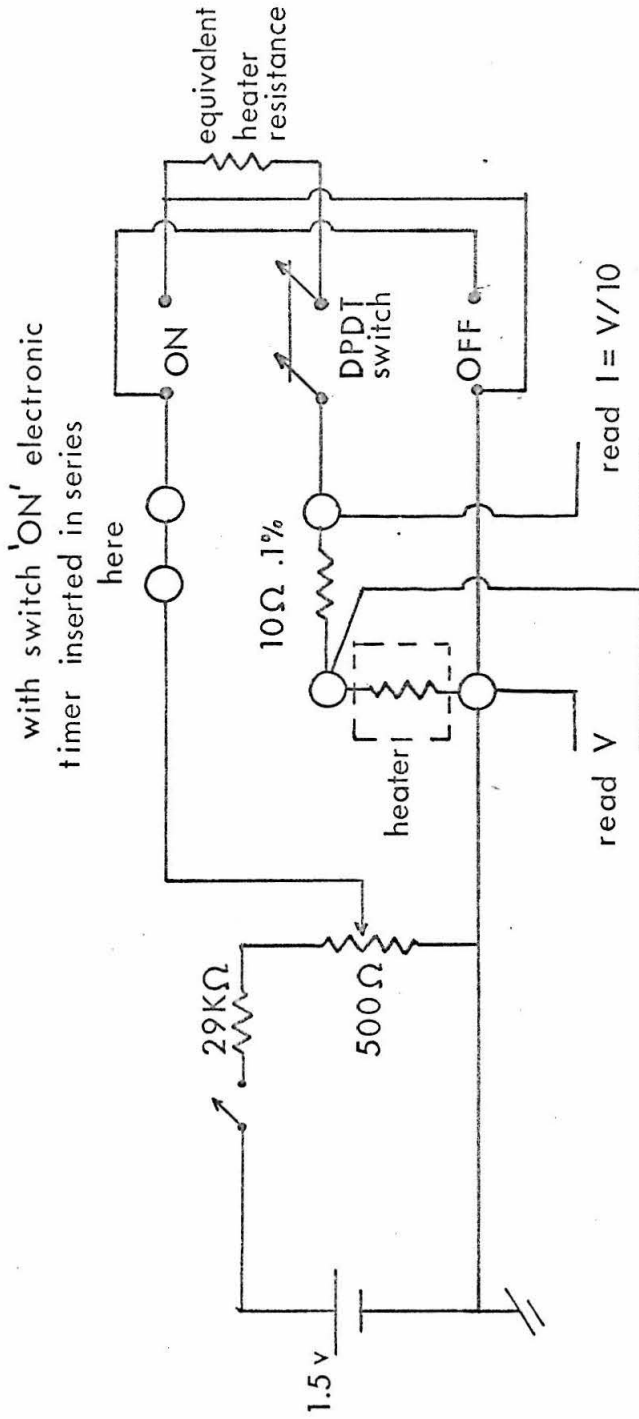 with switch 'ON' electronic
timer inserted in series
here
equivalent
heater
resistance
ON
DPDT
switch
OFF
10Ω .1%
heater
read I = V/10
read V
29KΩ
500Ω
1.5 v